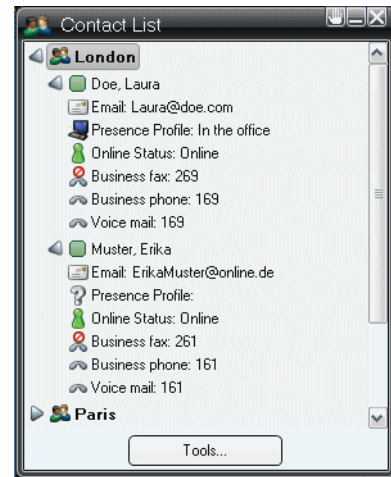 Contact List
London
Doe, Laura
Email: Laura@doe.com
Presence Profile: In the office
Online Status: Online
Business fax: 269
Business phone: 169
Voice mail: 169
Muster, Erika
Email: ErikaMuster@online.de
Presence Profile:
Online Status: Online
Business fax: 261
Business phone: 161
Voice mail: 161
Paris
Tools...